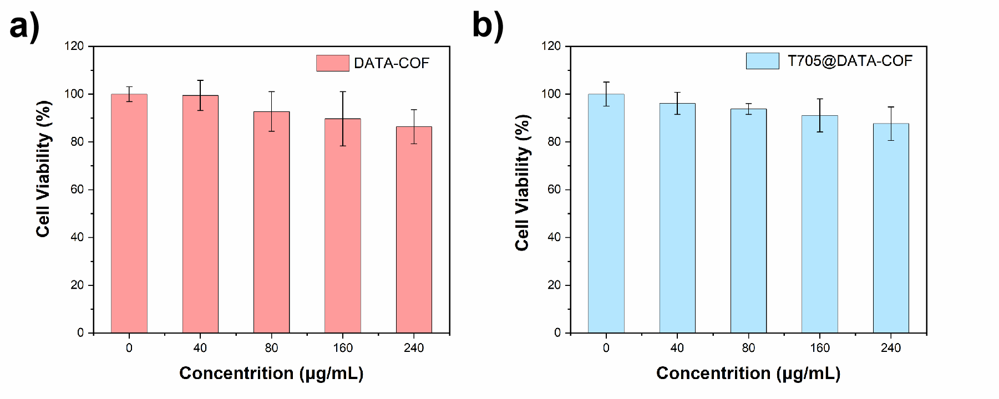 a)
120
100
80
60
40
20
0
Cell Viability (%)
DATA-COF
0 40 80 160 240
Concentrition (µg/mL)
b)
120
100
80
60
40
20
0
Cell Viability (%)
T705@DATA-COF
0 40 80 160 240
Concentrition (µg/mL)